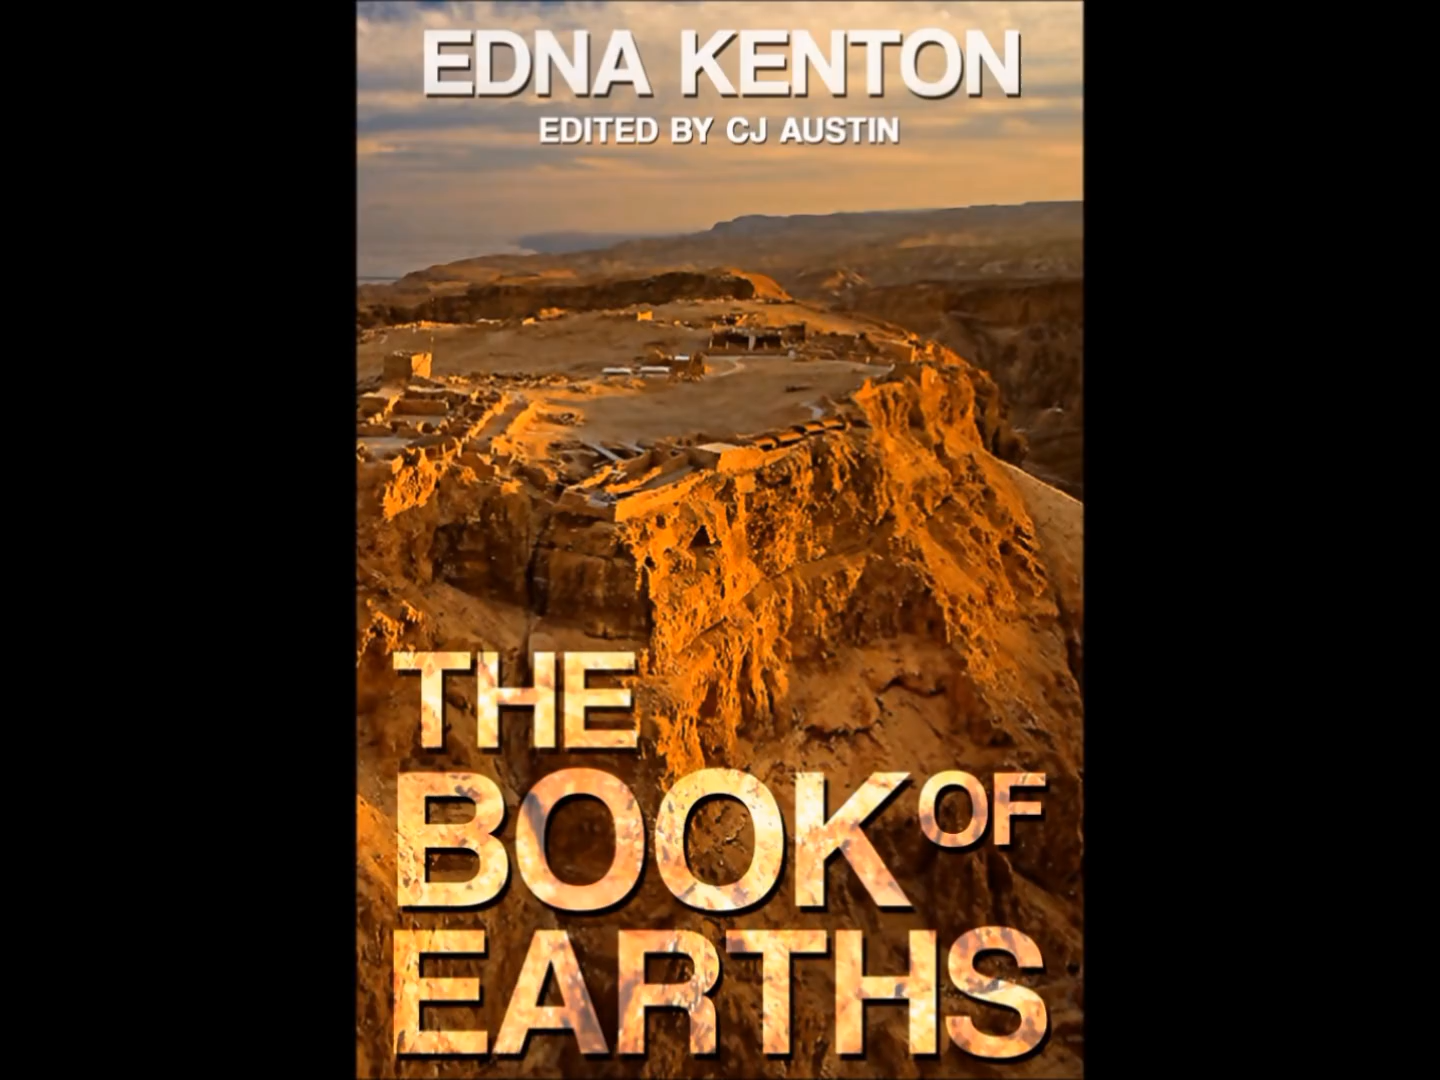 EDNA KENTON
EDITED BY CJ AUSTIN
THE
BOOK OF
EARTHS